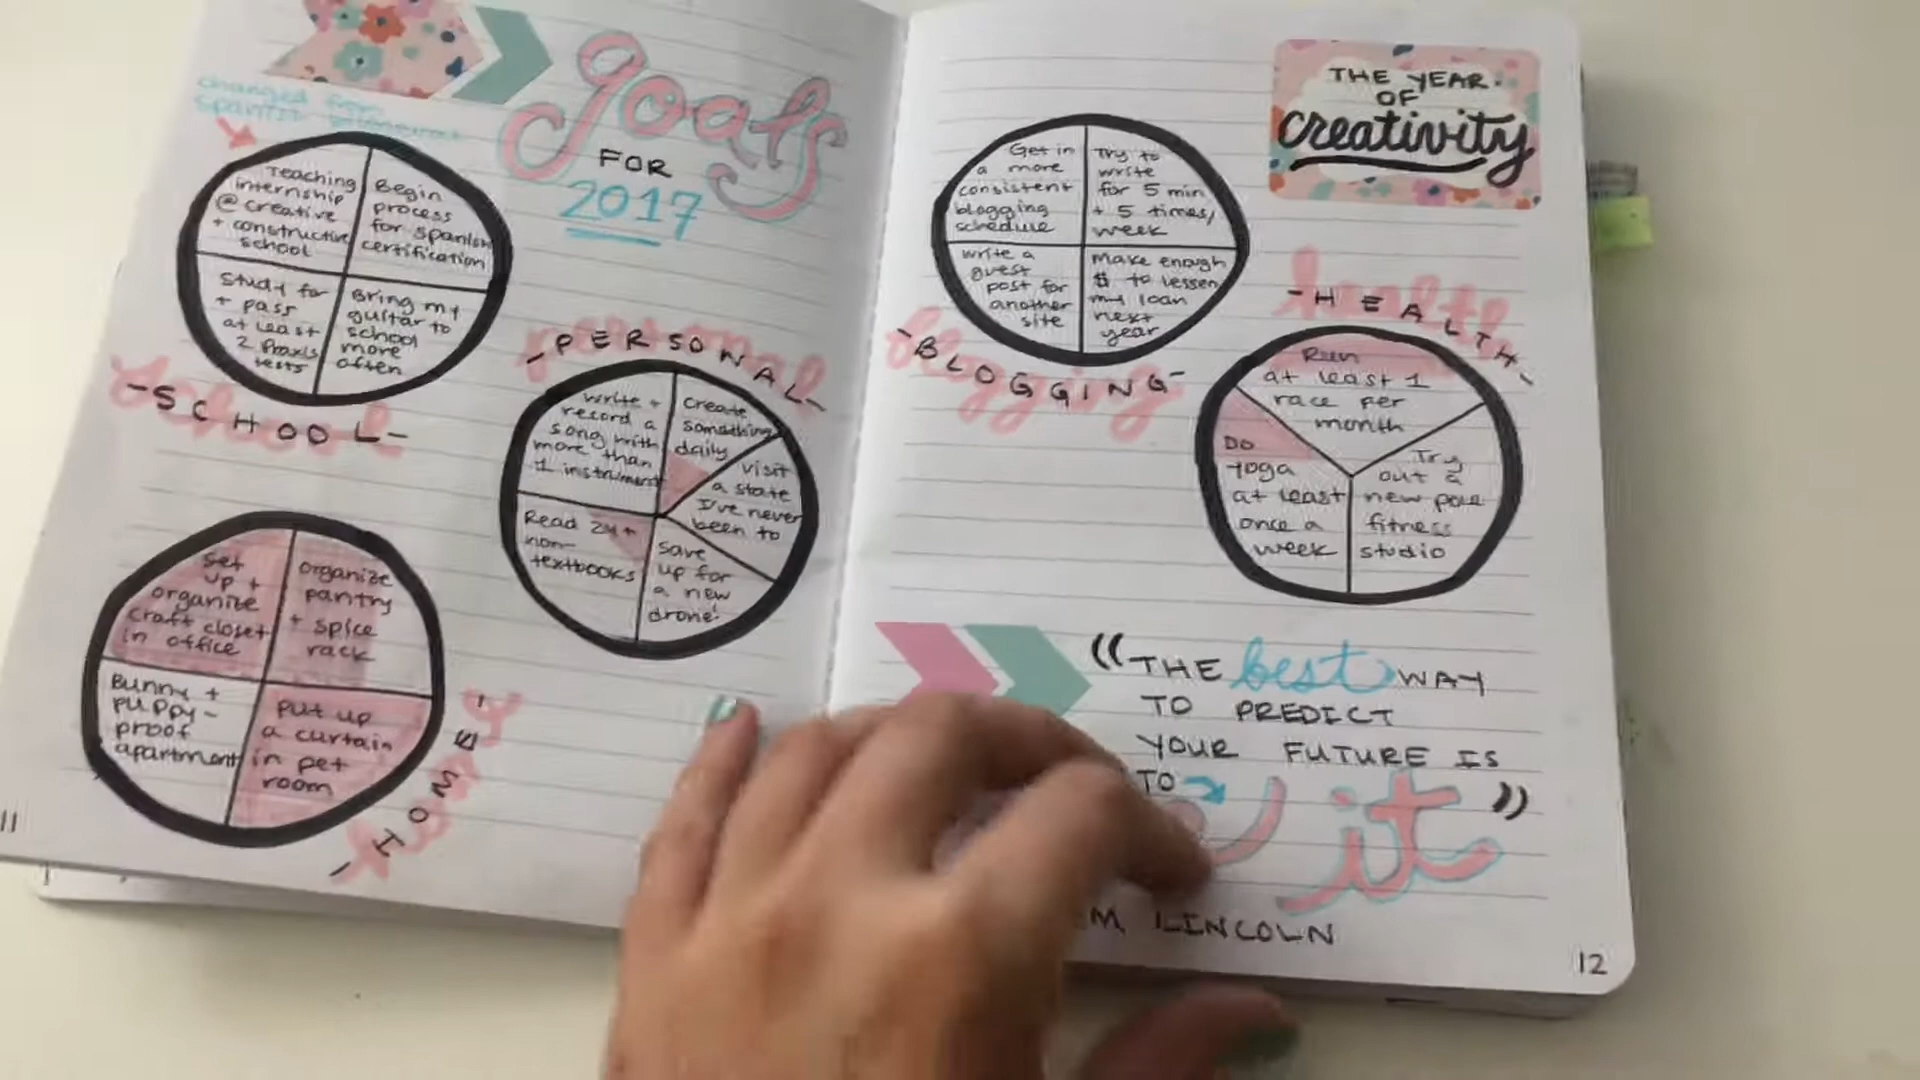 goals
FOR
2017
changed for
Spanish
Teaching
internship
@ creative
+ constructive
school
Begin
process
for spanish
certification
Study for
+ pass
at least
2 Praxis
tests
Bring my
guitar to
school
more
often
-SCHOOL-
school
-PERSONAL-
personal
write +
record a
song with
more than
1 instrument
create
something
daily
visit
a state
I've never
been to
Read 24+
non-
textbooks
save
up for
a new
drone!
set
up +
organize
craft closet
in office
organize
pantry
+ spice
rack
Bunny +
puppy-
proof
apartment
put up
a curtain
in pet
room
-HOME-
11
THE YEAR
OF
creativity
Get in
a more
consistent
blogging
schedule
Try to
write
for 5 min
+ 5 times/
week
write a
guest
post for
another
site
Make enough
$ to lessen
my loan
next
year
-BLOGGING-
blogging
-HEALTH-
health
Run
at least 1
race per
month
Do
yoga
at least
once a
week
Try
out a
new pole
fitness
studio
"THE best WAY
TO PREDICT
YOUR FUTURE IS
TO
it"
LINCOLN
12